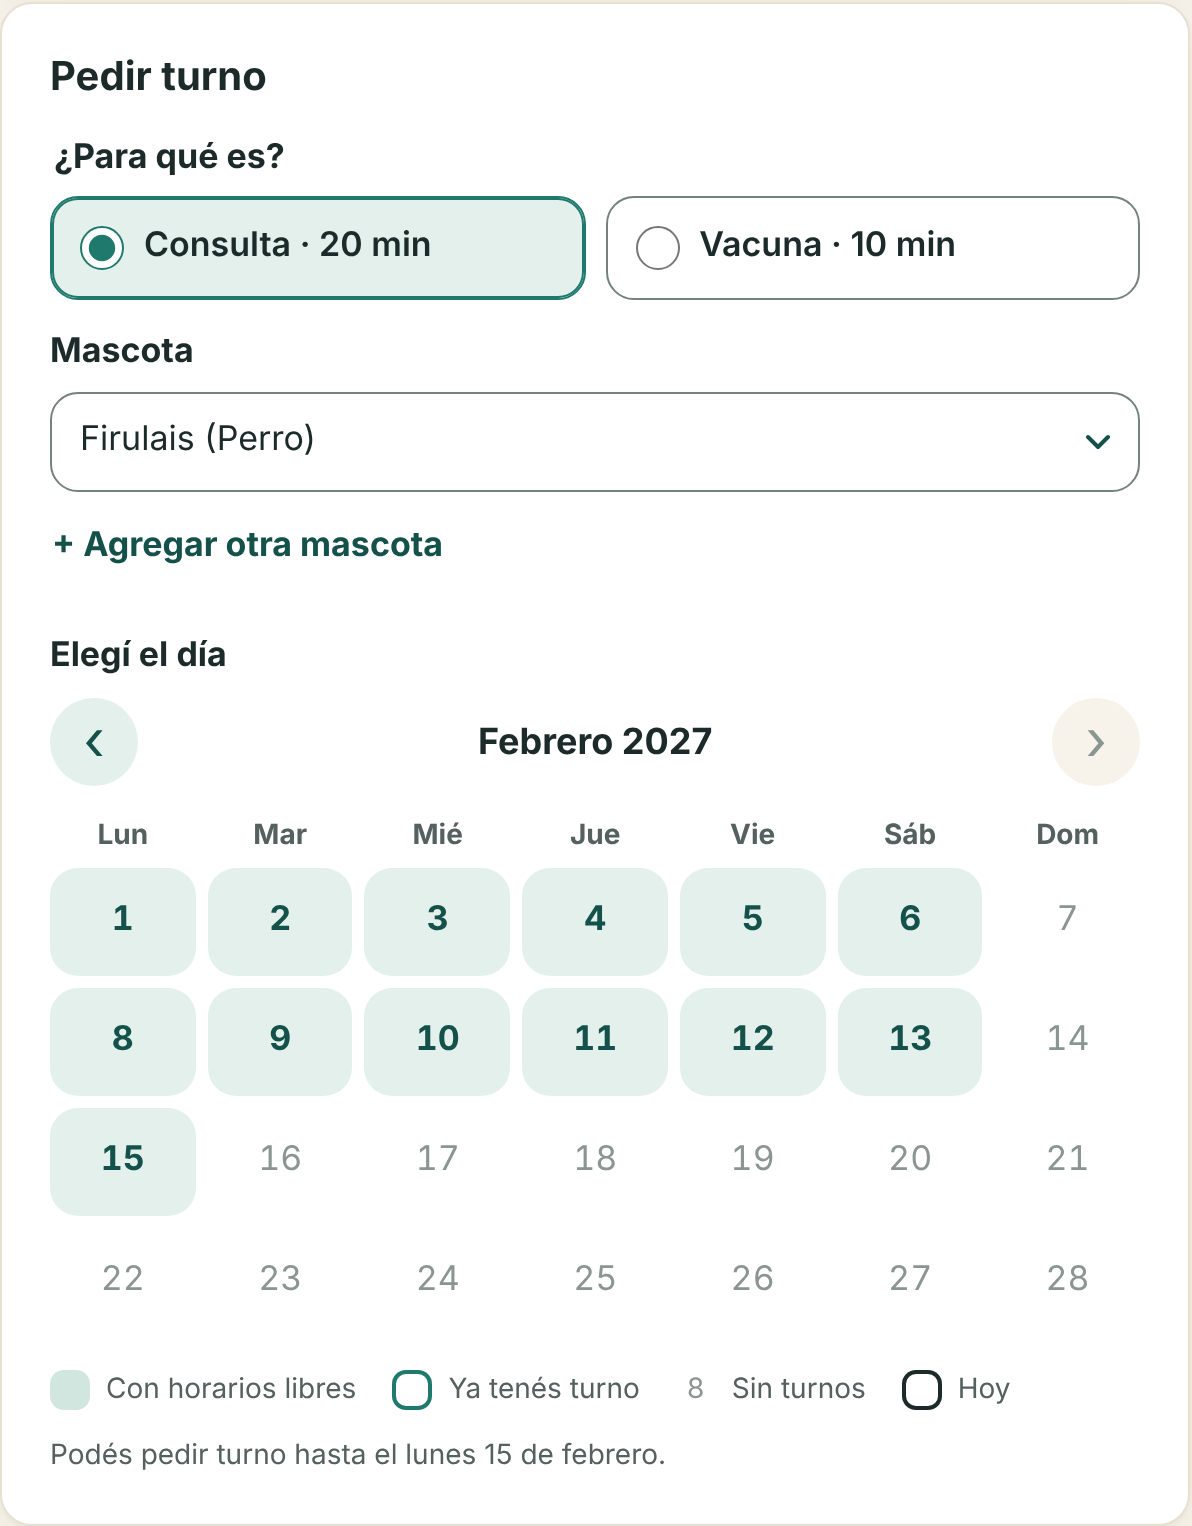 Pedir turno
¿Para qué es?
Consulta · 20 min
Vacuna · 10 min
Mascota
Firulais (Perro)
+ Agregar otra mascota
Elegí el día
‹ Febrero 2027 ›
Lun Mar Mié Jue Vie Sáb Dom
1 2 3 4 5 6 7
8 9 10 11 12 13 14
15 16 17 18 19 20 21
22 23 24 25 26 27 28
Con horarios libres Ya tenés turno 8 Sin turnos Hoy
Podés pedir turno hasta el lunes 15 de febrero.